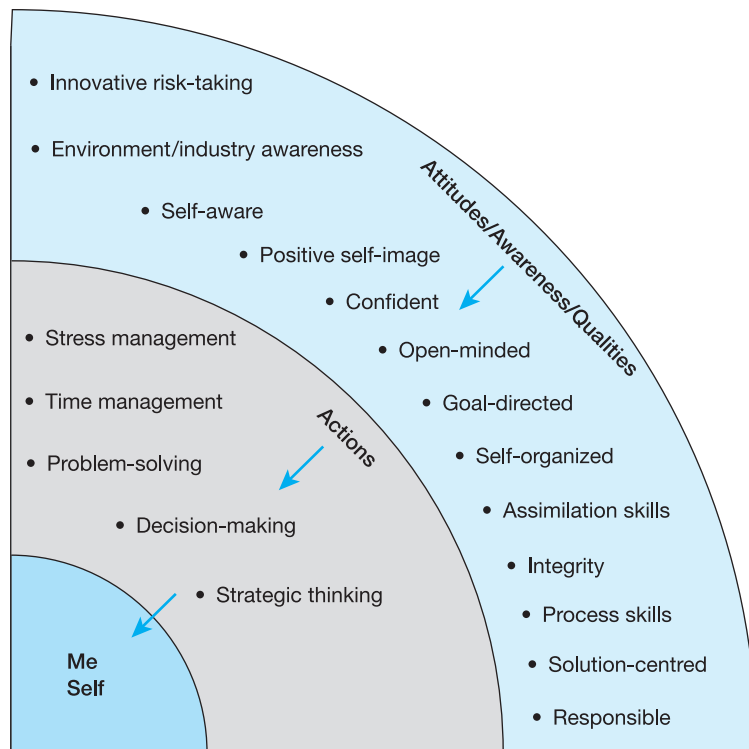 • Innovative risk-taking
• Environment/industry awareness
• Self-aware
• Positive self-image
• Confident
• Open-minded
• Goal-directed
• Self-organized
• Assimilation skills
• Integrity
• Process skills
• Solution-centred
• Responsible
Attitudes/Awareness/Qualities
• Stress management
• Time management
• Problem-solving
• Decision-making
• Strategic thinking
Actions
Me
Self